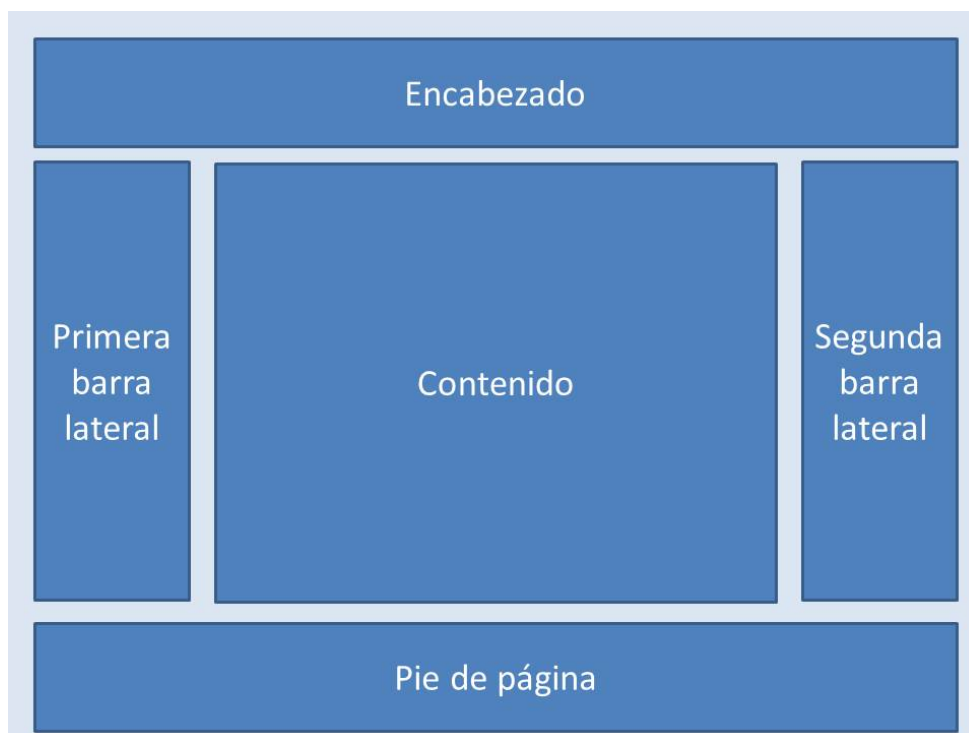 Encabezado
Primera
barra
lateral
Contenido
Segunda
barra
lateral
Pie de página